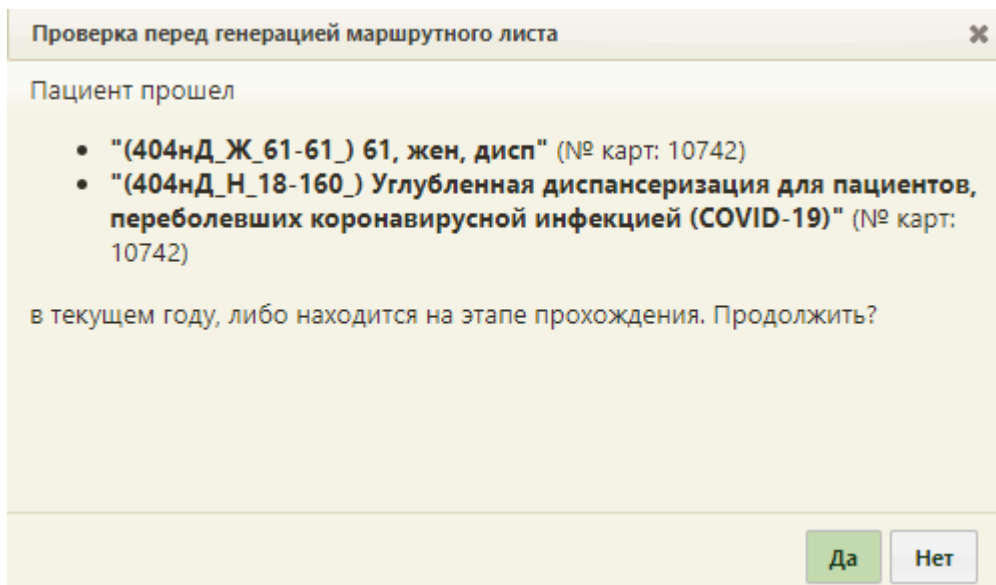 Проверка перед генерацией маршрутного листа
Пациент прошел
• "(404нД_Ж_61-61_) 61, жен, дисп" (№ карт: 10742)
• "(404нД_Н_18-160_) Углубленная диспансеризация для пациентов,
переболевших коронавирусной инфекцией (COVID-19)" (№ карт:
10742)
в текущем году, либо находится на этапе прохождения. Продолжить?
Да Нет